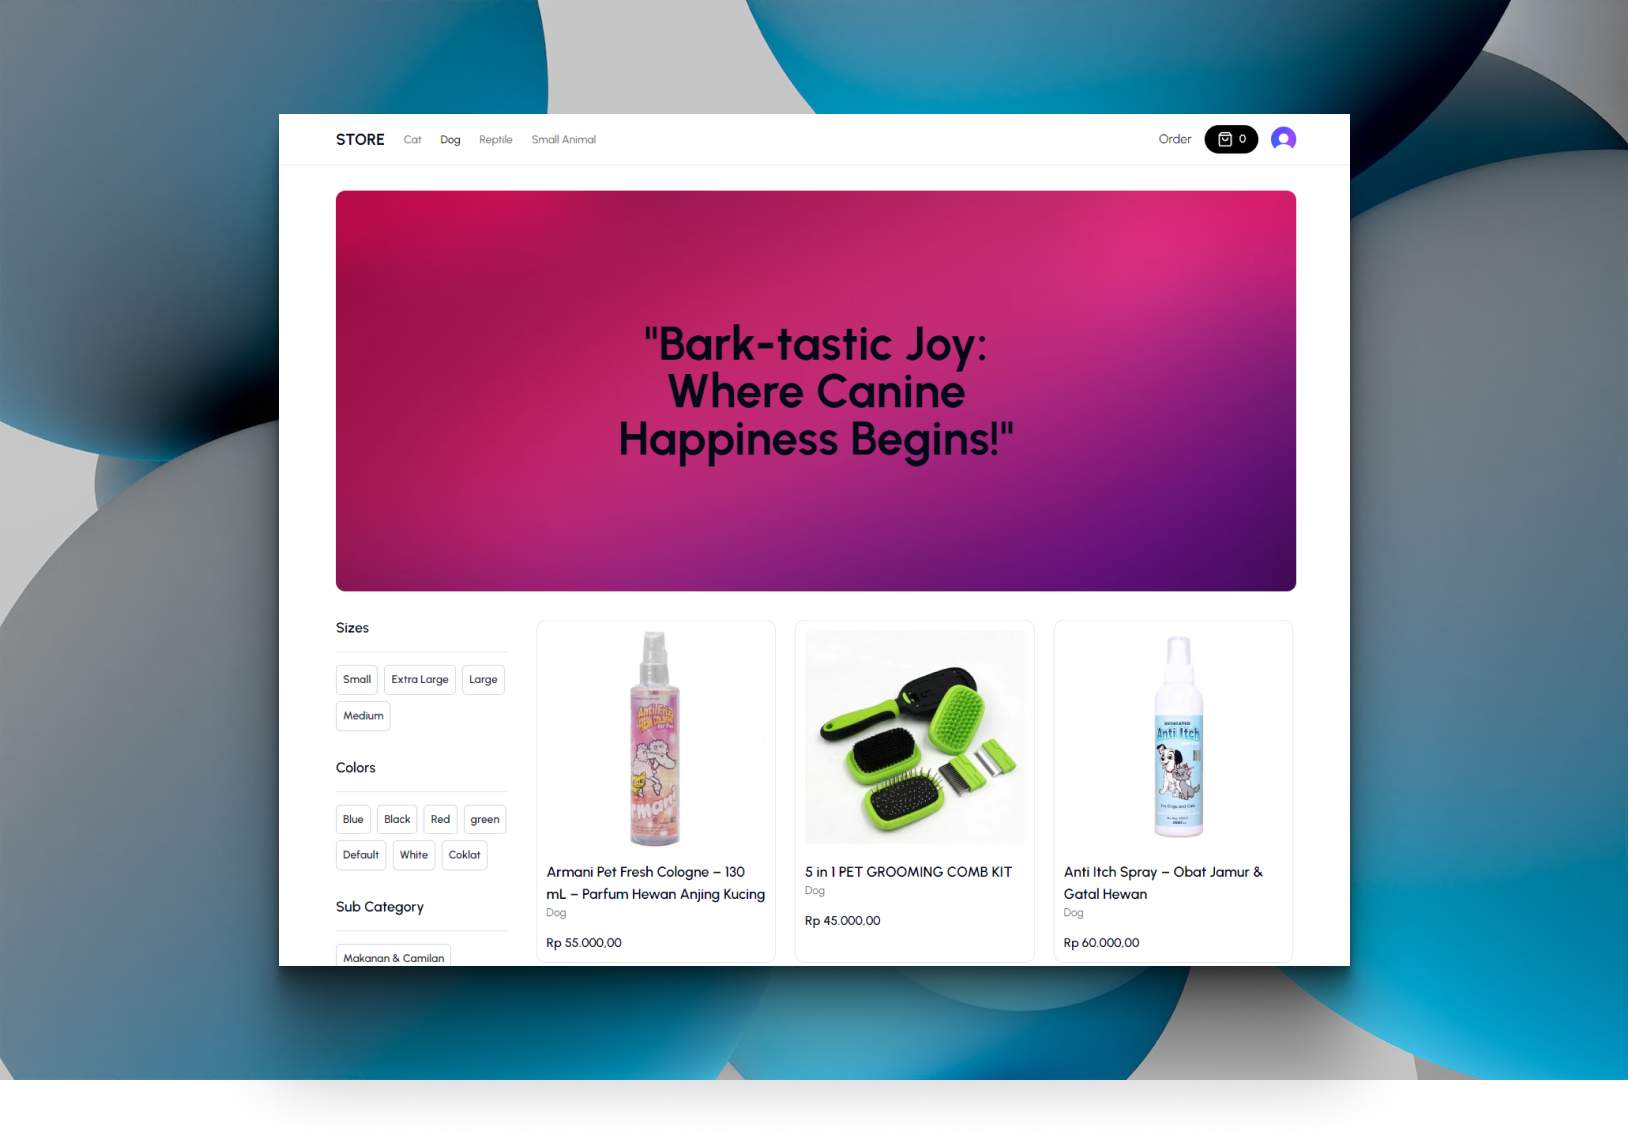 STORE Cat Dog Reptile Small Animal Order 0
"Bark-tastic Joy:
Where Canine
Happiness Begins!"
Sizes
Small Extra Large Large
Medium
Colors
Blue Black Red green
Default White Coklat
Sub Category
Makanan & Camilan
Anti Itch
Armani Pet Fresh Cologne – 130
mL – Parfum Hewan Anjing Kucing
Dog
Rp 55.000,00
5 in 1 PET GROOMING COMB KIT
Dog
Rp 45.000,00
Anti Itch Spray – Obat Jamur &
Gatal Hewan
Dog
Rp 60.000,00